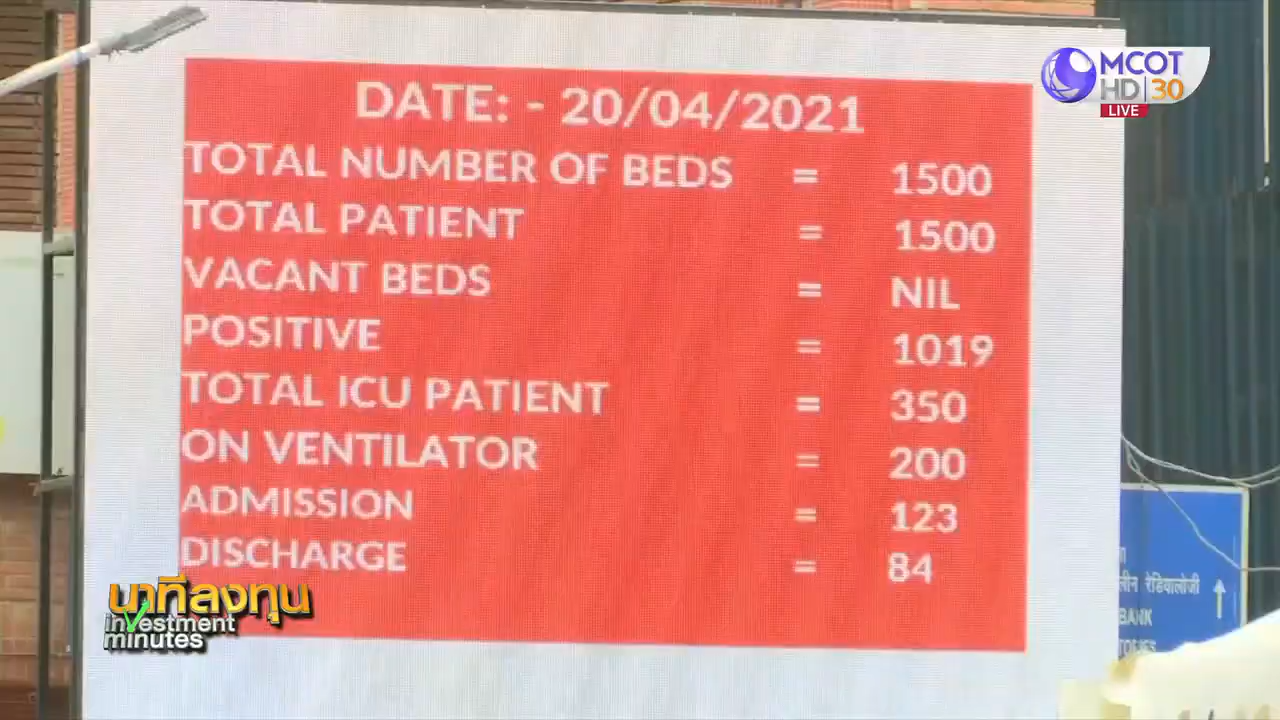 MCOT
HD 30
LIVE
DATE: - 20/04/2021
TOTAL NUMBER OF BEDS = 1500
TOTAL PATIENT = 1500
VACANT BEDS = NIL
POSITIVE = 1019
TOTAL ICU PATIENT = 350
ON VENTILATOR = 200
ADMISSION = 123
DISCHARGE = 84
रेडियालोजी
BANK
นาทีลงทุน
investment
minutes